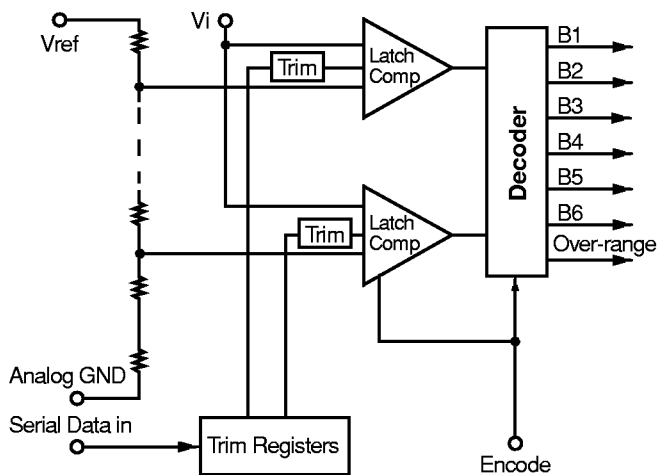 Vref
Vi
Trim
Latch
Comp
Decoder
B1
B2
B3
B4
B5
B6
Over-range
Trim
Latch
Comp
Analog GND
Serial Data in
Trim Registers
Encode